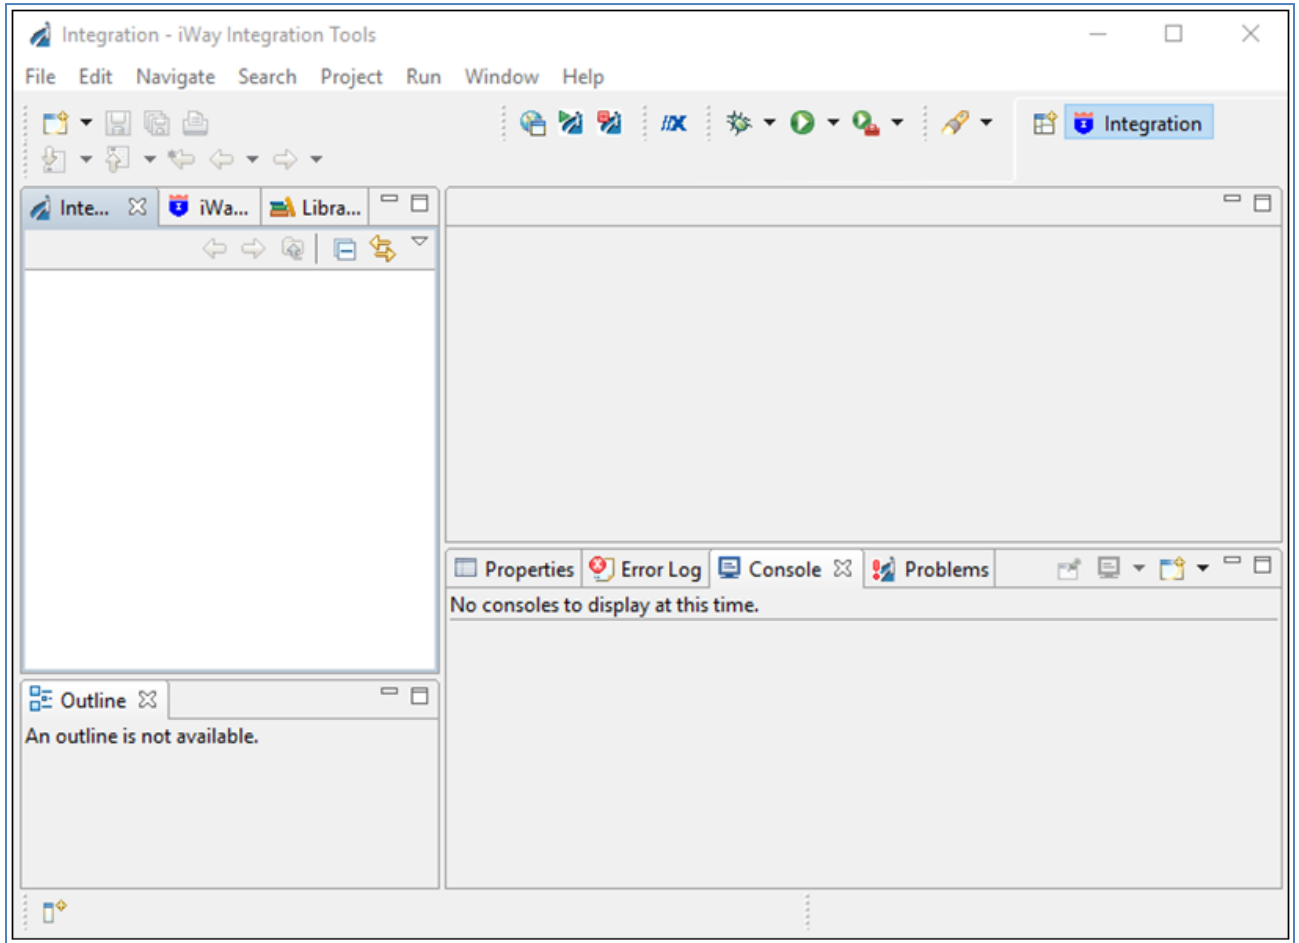 Integration - iWay Integration Tools
File Edit Navigate Search Project Run Window Help
Integration
Inte... iWa... Libra...
Properties Error Log Console Problems
No consoles to display at this time.
Outline
An outline is not available.